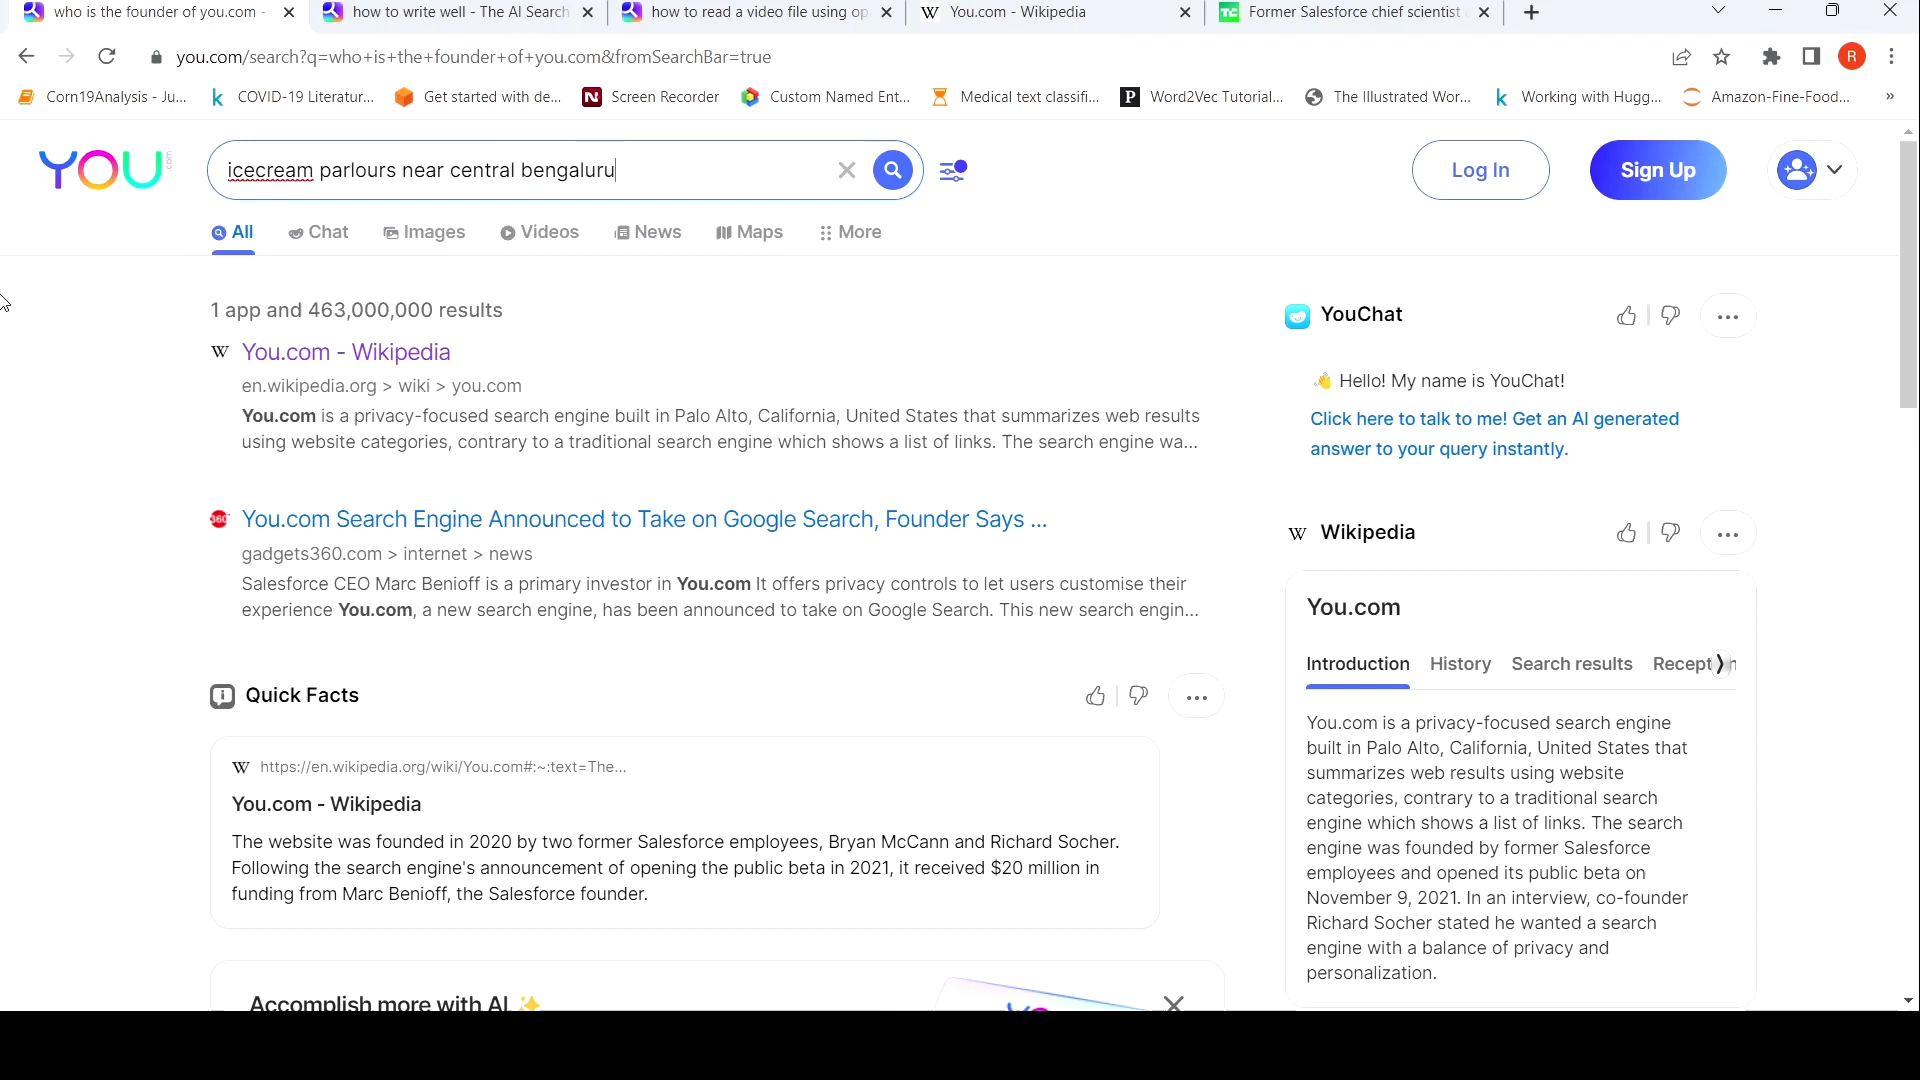 who is the founder of you.com -
how to write well - The AI Search
how to read a video file using op
W You.com - Wikipedia
TC Former Salesforce chief scientist
you.com/search?q=who+is+the+founder+of+you.com&fromSearchBar=true
R
Corn19Analysis - Ju...
k COVID-19 Literatur...
Get started with de...
N Screen Recorder
Custom Named Ent...
Medical text classifi...
P Word2Vec Tutorial...
The Illustrated Wor...
k Working with Hugg...
Amazon-Fine-Food...
»
YOU.com
icecream parlours near central bengaluru
Log In
Sign Up
All
Chat
Images
Videos
News
Maps
More
1 app and 463,000,000 results
W You.com - Wikipedia
en.wikipedia.org > wiki > you.com
You.com is a privacy-focused search engine built in Palo Alto, California, United States that summarizes web results
using website categories, contrary to a traditional search engine which shows a list of links. The search engine wa...
360 You.com Search Engine Announced to Take on Google Search, Founder Says ...
gadgets360.com > internet > news
Salesforce CEO Marc Benioff is a primary investor in You.com It offers privacy controls to let users customise their
experience You.com, a new search engine, has been announced to take on Google Search. This new search engin...
Quick Facts
W https://en.wikipedia.org/wiki/You.com#:~:text=The...
You.com - Wikipedia
The website was founded in 2020 by two former Salesforce employees, Bryan McCann and Richard Socher.
Following the search engine's announcement of opening the public beta in 2021, it received $20 million in
funding from Marc Benioff, the Salesforce founder.
Accomplish more with AI ✨
YouChat
👋 Hello! My name is YouChat!
Click here to talk to me! Get an AI generated
answer to your query instantly.
W Wikipedia
You.com
Introduction
History
Search results
Recept
You.com is a privacy-focused search engine
built in Palo Alto, California, United States that
summarizes web results using website
categories, contrary to a traditional search
engine which shows a list of links. The search
engine was founded by former Salesforce
employees and opened its public beta on
November 9, 2021. In an interview, co-founder
Richard Socher stated he wanted a search
engine with a balance of privacy and
personalization.